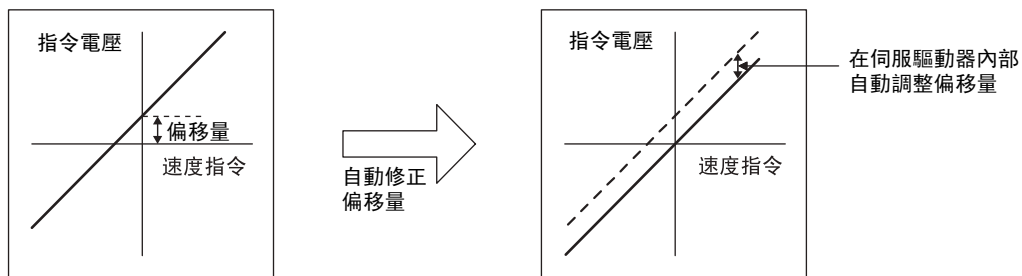 指令電壓
偏移量
速度指令
自動修正
偏移量
指令電壓
速度指令
在伺服驅動器內部
自動調整偏移量